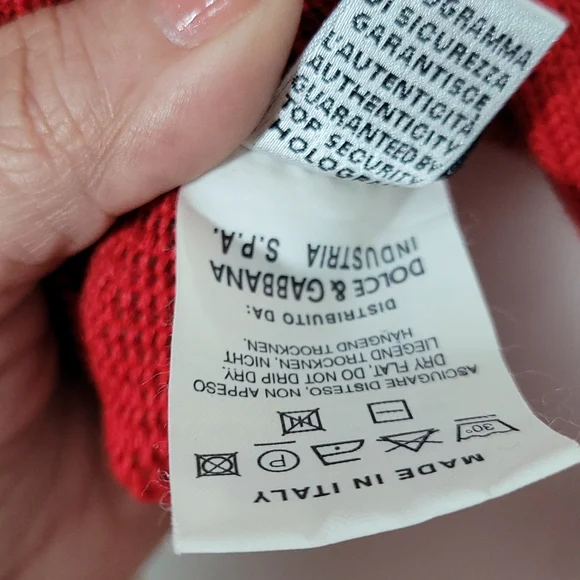 OGRAMMA
DI SICUREZZA
GARANTISCE
L'AUTENTICITÀ
AUTHENTICITY
GUARANTEED BY
TOP SECURITY
HOLOGR
MADE IN ITALY
30°
P
ASCIUGARE DISTESO, NON APPESO
DRY FLAT, DO NOT DRIP DRY.
LIEGEND TROCKNEN, NICHT
HÄNGEND TROCKNEN.
DISTRIBUITO DA:
DOLCE & GABBANA
INDUSTRIA S.P.A.